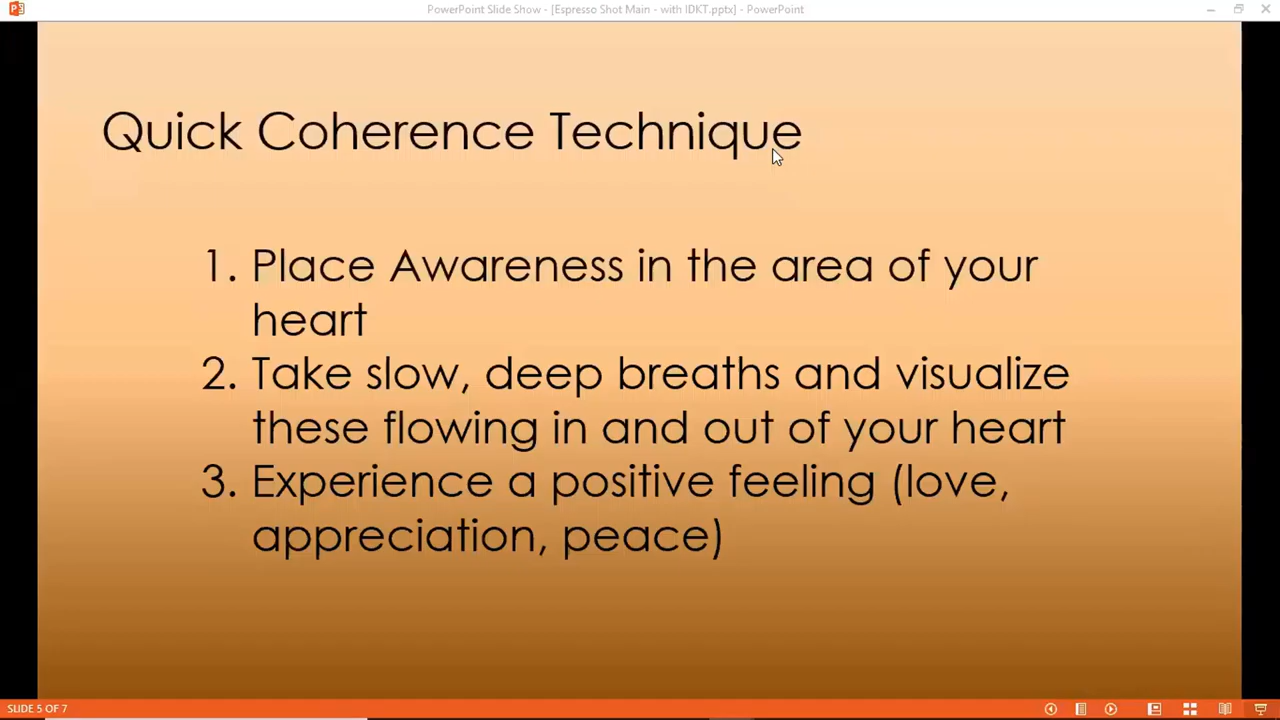 PowerPoint Slide Show - [Espresso Shot Main - with IDKT.pptx] - PowerPoint
Quick Coherence Technique
1. Place Awareness in the area of your
heart
2. Take slow, deep breaths and visualize
these flowing in and out of your heart
3. Experience a positive feeling (love,
appreciation, peace)
SLIDE 5 OF 7